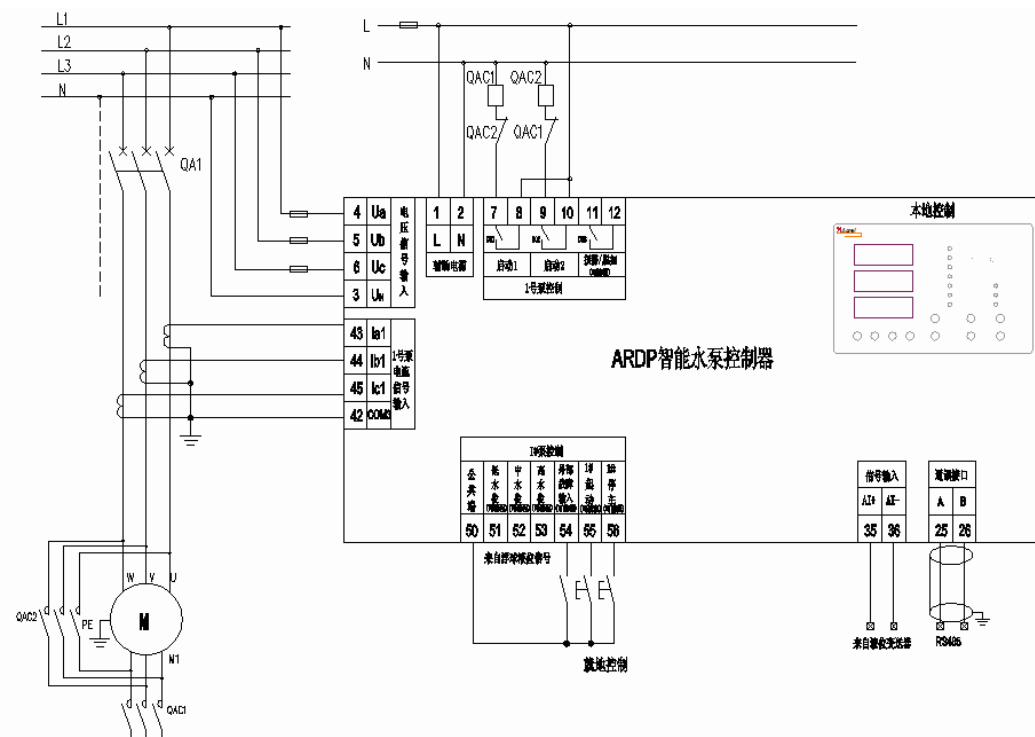 L1
L2
L3
N
L
N
QAC1
QAC2
QAC2
QAC1
QA1
4 Ua
5 Ub
6 Uc
3 UN
电压信号输入
1 2
L N
辅助电源
7 8 9 10 11 12
启动1
启动2
1号泵控制
本地控制
43 Ia1
44 Ib1
45 Ic1
42 COM3
1号泵电流信号输入
ARDP智能水泵控制器
1#泵控制
公共端
低水位
中水位
高水位
外部故障输入
1#起动
1#停车
50 51 52 53 54 55 56
来自浮球液位信号
就地控制
信号输入
AI+ AI-
35 36
来自液位变送器
通讯接口
A B
25 26
RS485
W V U
QAC2
PE
M
M1
QAC1